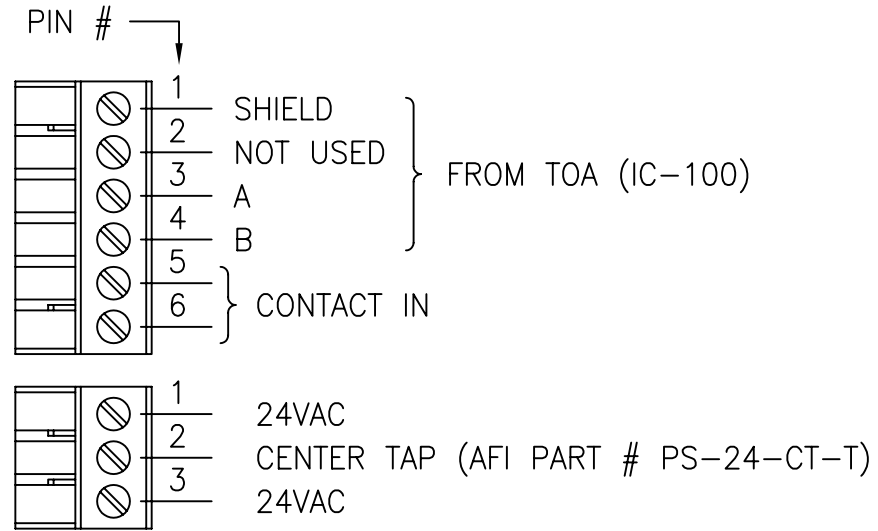 PIN #
1
SHIELD
2
NOT USED
3
A
4
B
FROM TOA (IC-100)
5
6
CONTACT IN
1
24VAC
2
CENTER TAP (AFI PART # PS-24-CT-T)
3
24VAC